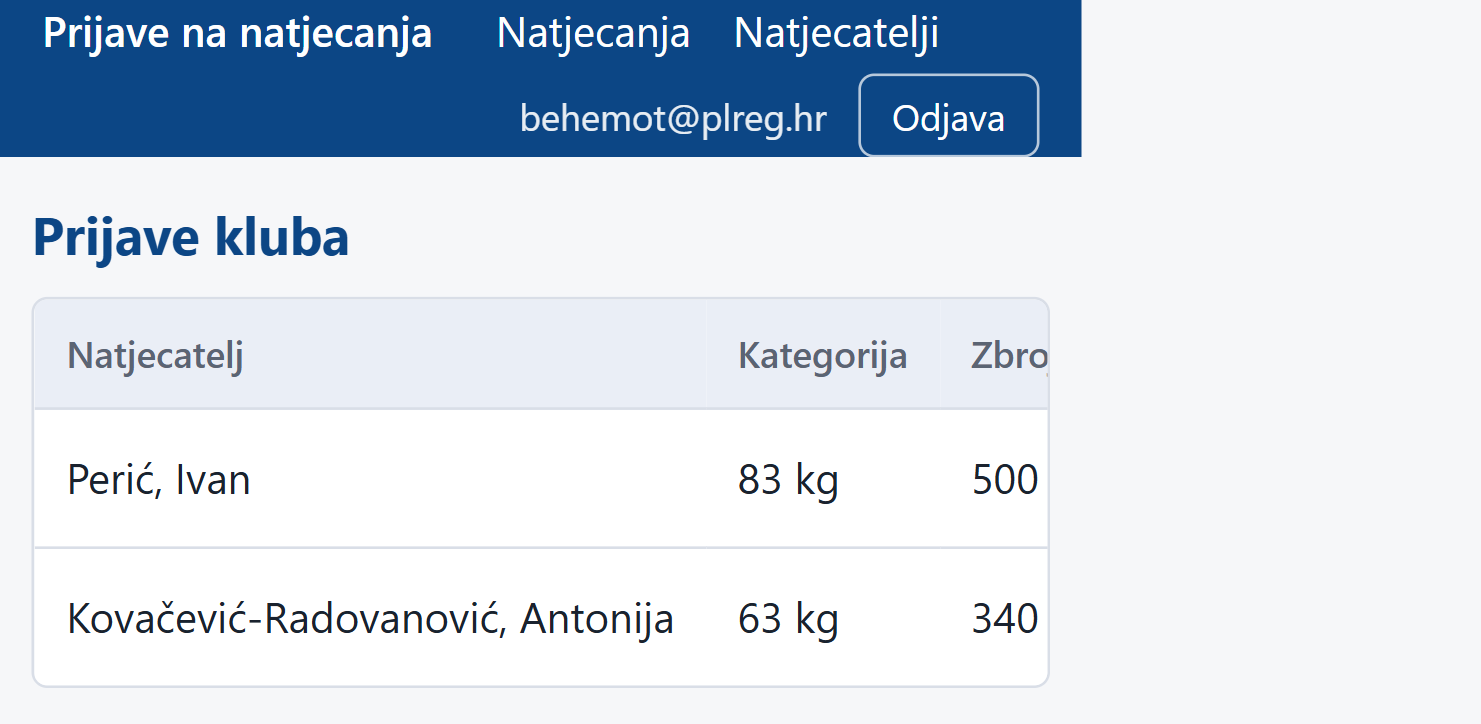 Prijave na natjecanja Natjecanja Natjecatelji
behemot@plreg.hr Odjava
Prijave kluba
Natjecatelj Kategorija
Perić, Ivan 83 kg 500
Kovačević-Radovanović, Antonija 63 kg 340